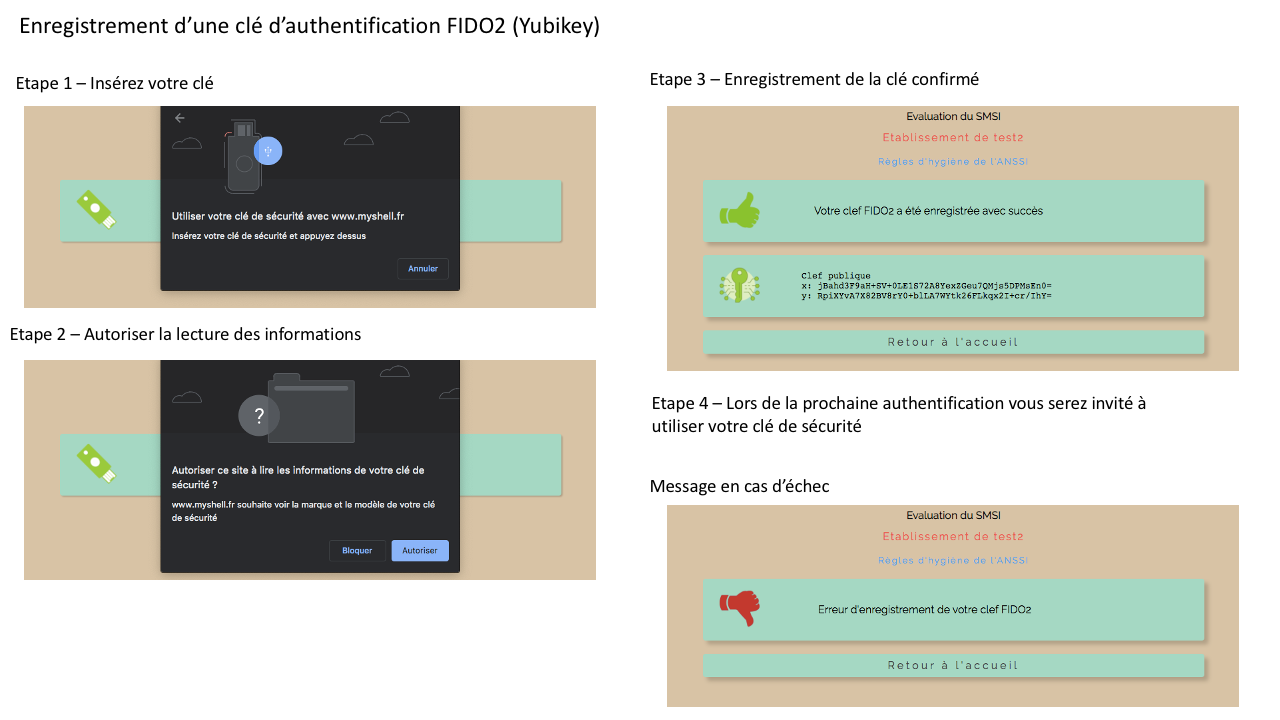 Enregistrement d’une clé d’authentification FIDO2 (Yubikey)
Etape 1 – Insérez votre clé
Utiliser votre clé de sécurité avec www.myshell.fr
Insérez votre clé de sécurité et appuyez dessus
Annuler
Etape 2 – Autoriser la lecture des informations
?
Autoriser ce site à lire les informations de votre clé de
sécurité ?
www.myshell.fr souhaite voir la marque et le modèle de votre clé
de sécurité
Bloquer
Autoriser
Etape 3 – Enregistrement de la clé confirmé
Evaluation du SMSI
Etablissement de test2
Règles d'hygiène de l'ANSSI
Votre clef FIDO2 a été enregistrée avec succès
Clef publique
x: jBahd3F9aH+SV+0LE1S72A8YexZGeu7QMjs5DPMsEn0=
y: RpiXYvA7X82BV8rY0+blLA7WYtk26FLkqx2I+cr/IhY=
Retour à l'accueil
Etape 4 – Lors de la prochaine authentification vous serez invité à
utiliser votre clé de sécurité
Message en cas d’échec
Evaluation du SMSI
Etablissement de test2
Règles d'hygiène de l'ANSSI
Erreur d'enregistrement de votre clef FIDO2
Retour à l'accueil